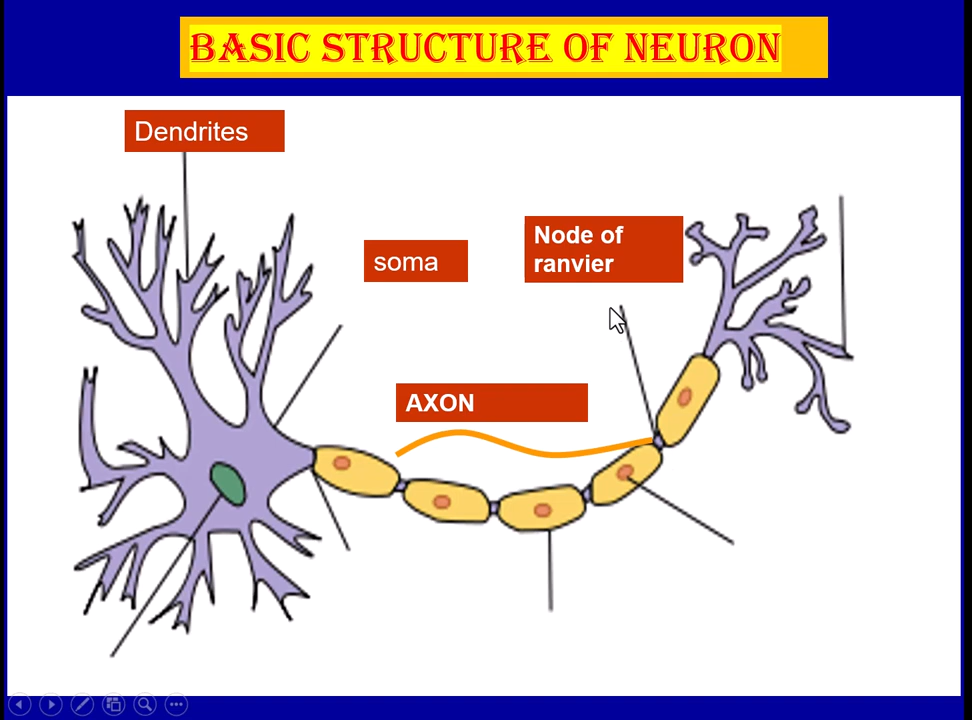 BASIC STRUCTURE OF NEURON
Dendrites
soma
Node of
ranvier
AXON